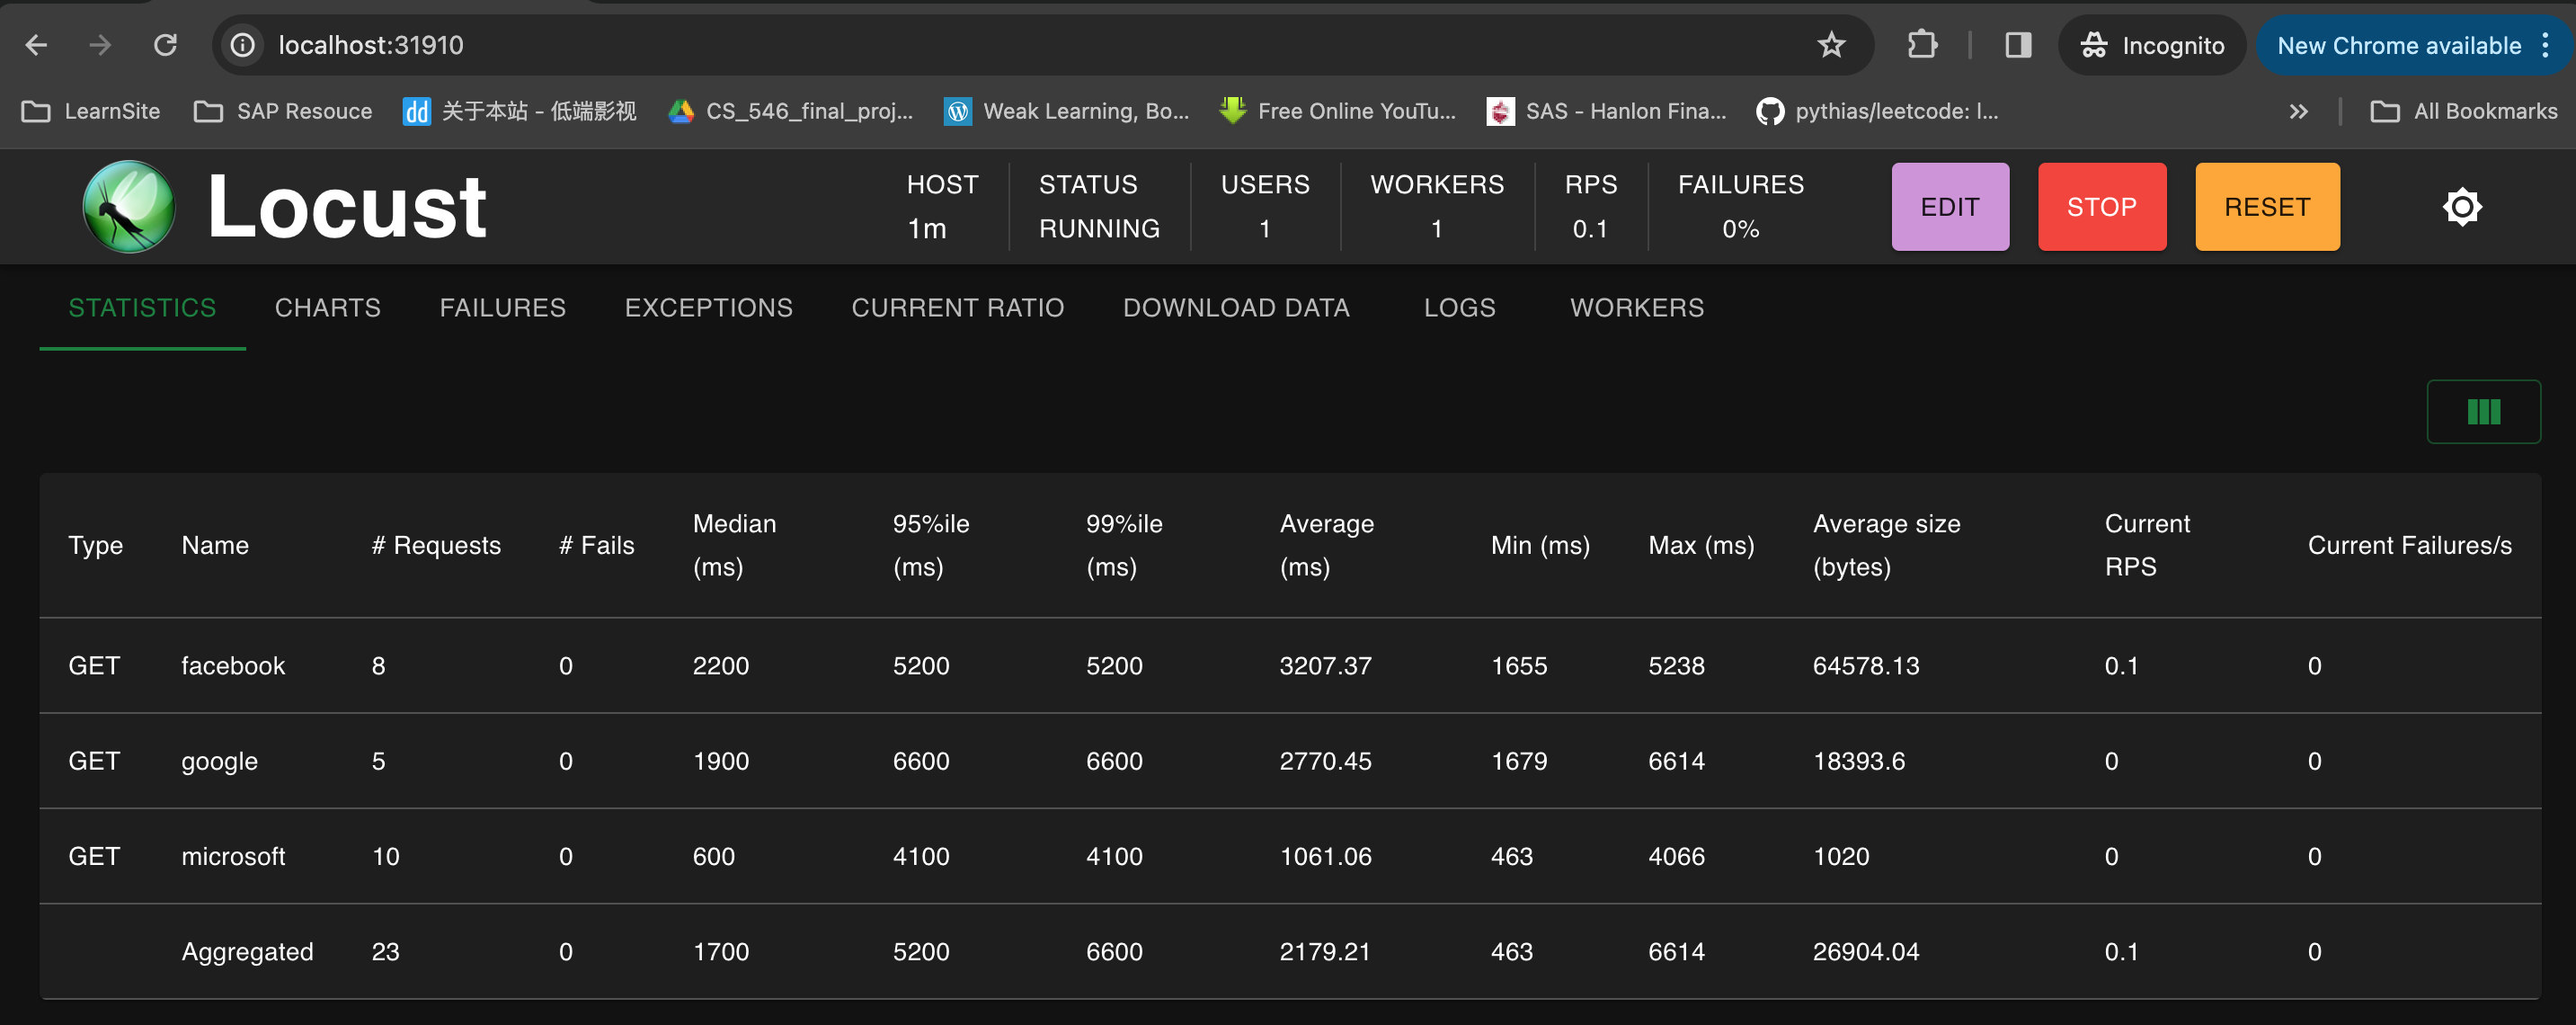 localhost:31910
Incognito
New Chrome available
LearnSite
SAP Resouce
dd
关于本站 - 低端影视
CS_546_final_proj...
Weak Learning, Bo...
Free Online YouTu...
SAS - Hanlon Fina...
pythias/leetcode: l...
All Bookmarks
Locust
HOST
1m
STATUS
RUNNING
USERS
1
WORKERS
1
RPS
0.1
FAILURES
0%
EDIT
STOP
RESET
STATISTICS CHARTS FAILURES EXCEPTIONS CURRENT RATIO DOWNLOAD DATA LOGS WORKERS
Type Name # Requests # Fails Median (ms) 95%ile (ms) 99%ile (ms) Average (ms) Min (ms) Max (ms) Average size (bytes) Current RPS Current Failures/s
GET facebook 8 0 2200 5200 5200 3207.37 1655 5238 64578.13 0.1 0
GET google 5 0 1900 6600 6600 2770.45 1679 6614 18393.6 0 0
GET microsoft 10 0 600 4100 4100 1061.06 463 4066 1020 0 0
Aggregated 23 0 1700 5200 6600 2179.21 463 6614 26904.04 0.1 0